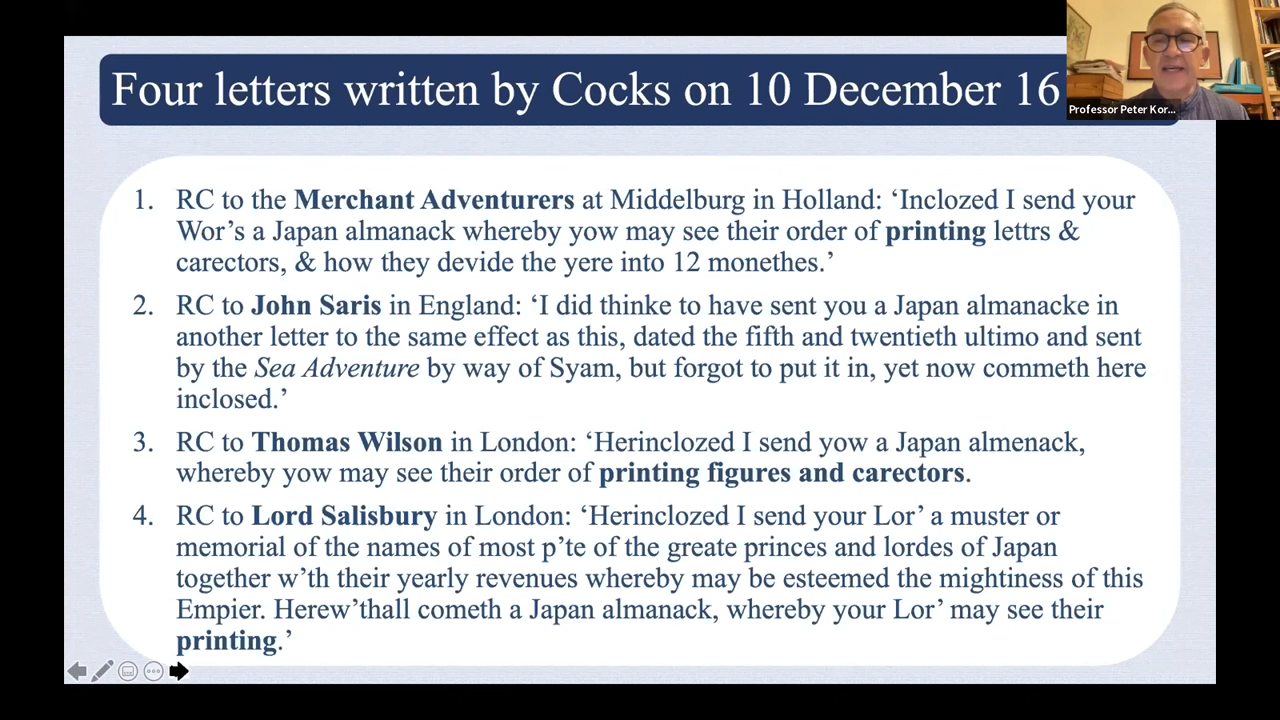 Four letters written by Cocks on 10 December 16
Professor Peter Kor...
1. RC to the Merchant Adventurers at Middelburg in Holland: ‘Inclozed I send your
Wor’s a Japan almanack whereby yow may see their order of printing lettrs &
carectors, & how they devide the yere into 12 monethes.’
2. RC to John Saris in England: ‘I did thinke to have sent you a Japan almanacke in
another letter to the same effect as this, dated the fifth and twentieth ultimo and sent
by the Sea Adventure by way of Syam, but forgot to put it in, yet now commeth here
inclosed.’
3. RC to Thomas Wilson in London: ‘Herinclozed I send yow a Japan almenack,
whereby yow may see their order of printing figures and carectors.
4. RC to Lord Salisbury in London: ‘Herinclozed I send your Lor’ a muster or
memorial of the names of most p’te of the greate princes and lordes of Japan
together w’th their yearly revenues whereby may be esteemed the mightiness of this
Empier. Herew’thall cometh a Japan almanack, whereby your Lor’ may see their
printing.’